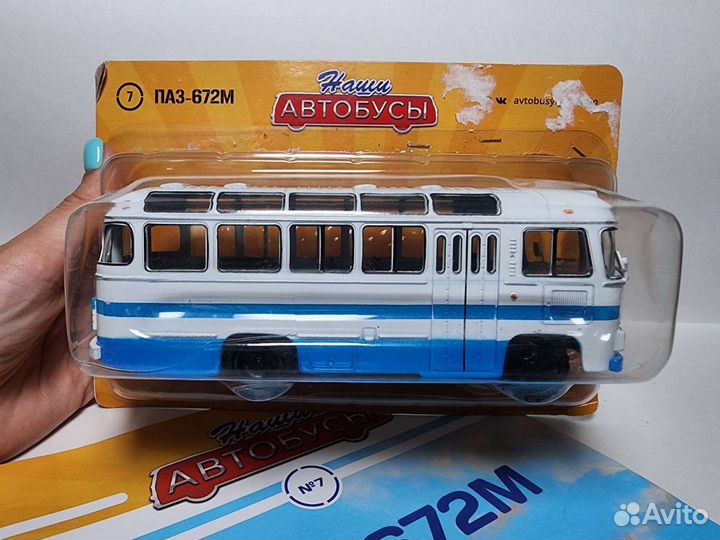 7 ПАЗ-672М
Наши
АВТОБУСЫ
avtobusy
Наши
АВТОБУСЫ
№7
672М
Avito